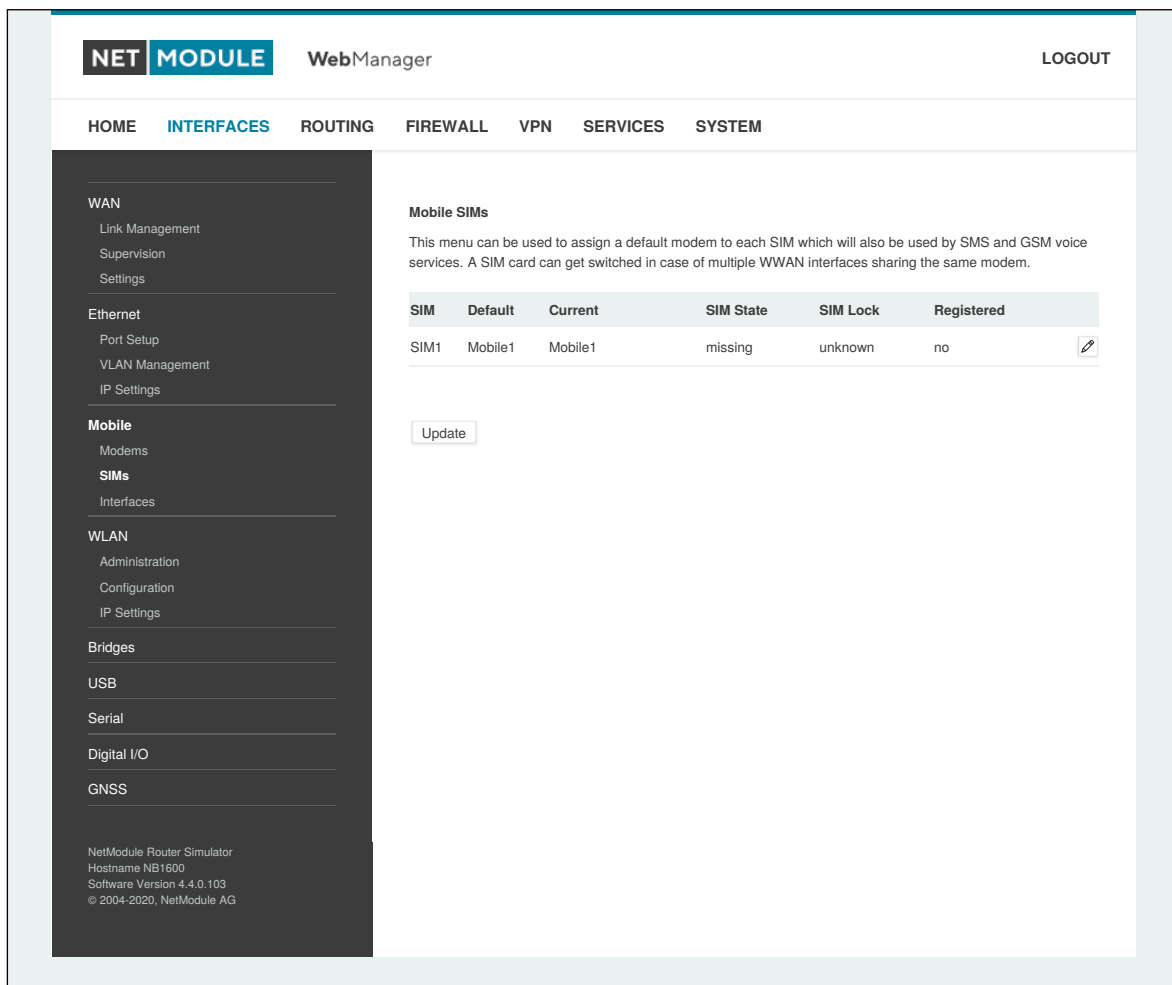 NET MODULE WebManager LOGOUT
HOME INTERFACES ROUTING FIREWALL VPN SERVICES SYSTEM
WAN
Link Management
Supervision
Settings
Ethernet
Port Setup
VLAN Management
IP Settings
Mobile
Modems
SIMs
Interfaces
WLAN
Administration
Configuration
IP Settings
Bridges
USB
Serial
Digital I/O
GNSS
NetModule Router Simulator
Hostname NB1600
Software Version 4.4.0.103
© 2004-2020, NetModule AG
Mobile SIMs
This menu can be used to assign a default modem to each SIM which will also be used by SMS and GSM voice
services. A SIM card can get switched in case of multiple WWAN interfaces sharing the same modem.
SIM Default Current SIM State SIM Lock Registered
SIM1 Mobile1 Mobile1 missing unknown no
Update